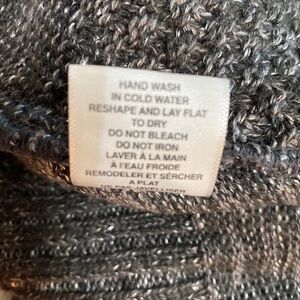 HAND WASH
IN COLD WATER
RESHAPE AND LAY FLAT
TO DRY
DO NOT BLEACH
DO NOT IRON
LAVER À LA MAIN
À l'EAU FROIDE
REMODELER ET SÉRCHER
A PLAT